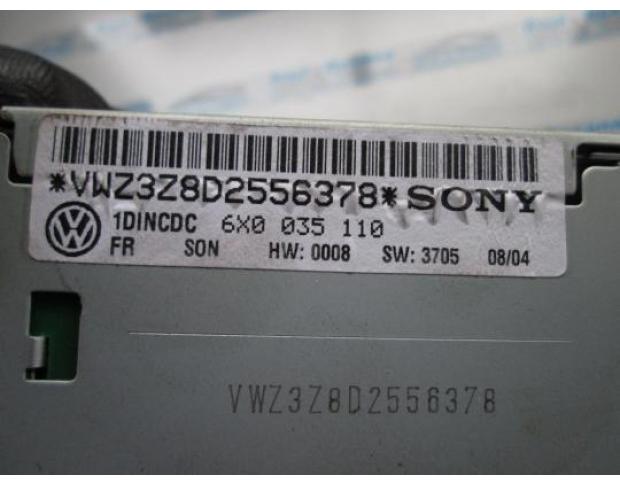 *VWZ3Z8D2556378* SONY
1DINCDC 6X0 035 110
FR SON HW: 0008 SW: 3705 08/04
VWZ3Z8D2556378